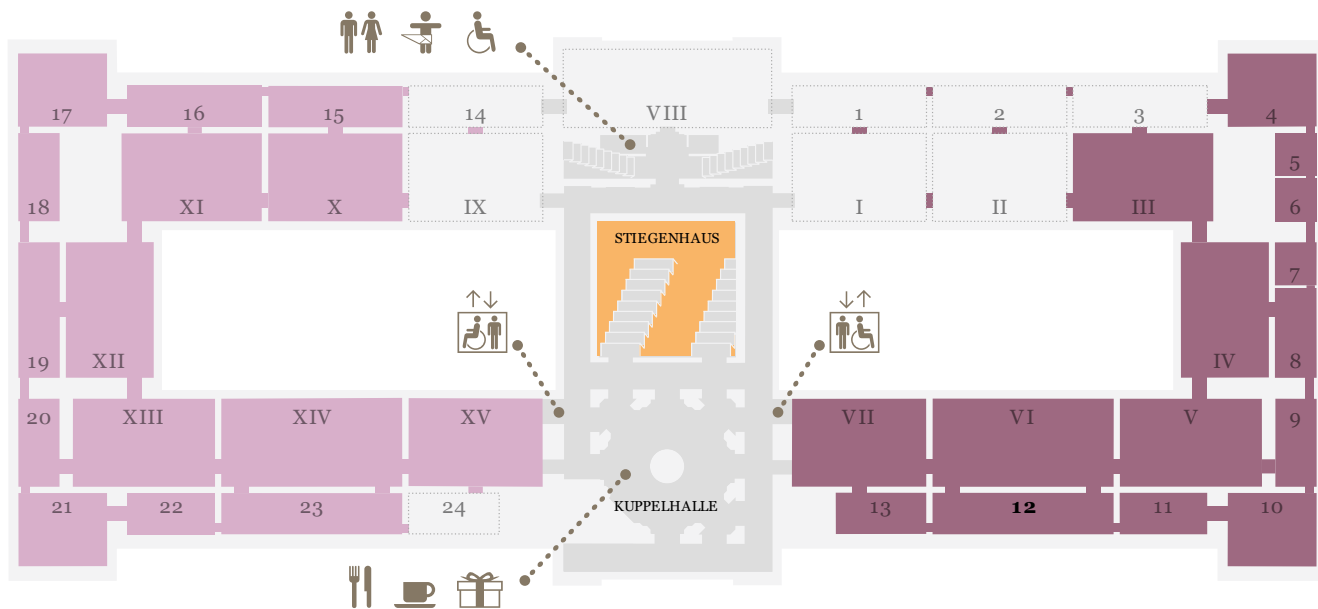 17 16 15 14 VIII 1 2 3 4
5
18 XI X IX I II III 6
STIEGENHAUS
7
19 XII IV 8
20 XIII XIV XV VII VI V 9
21 22 23 24 KUPPELHALLE 13 12 11 10